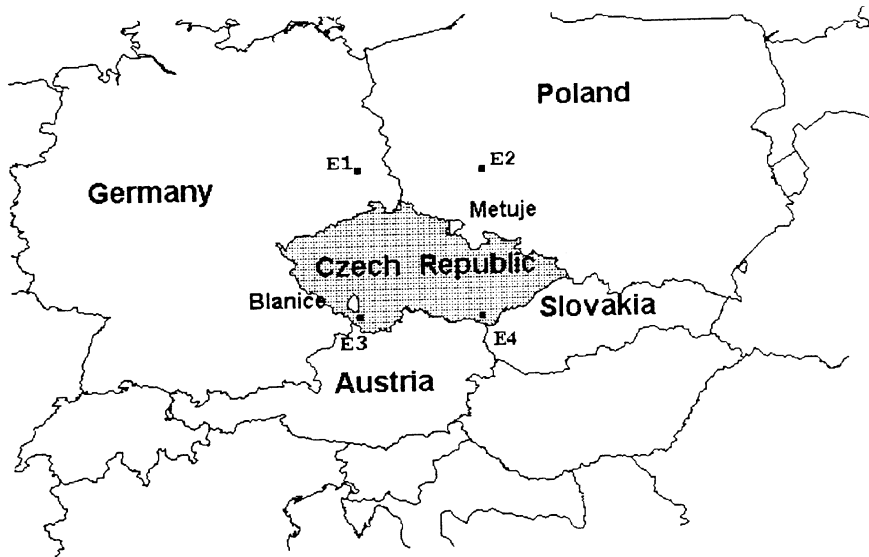 Poland
E1
E2
Germany
Metuje
Czech Republic
Blanice
Slovakia
E3
E4
Austria